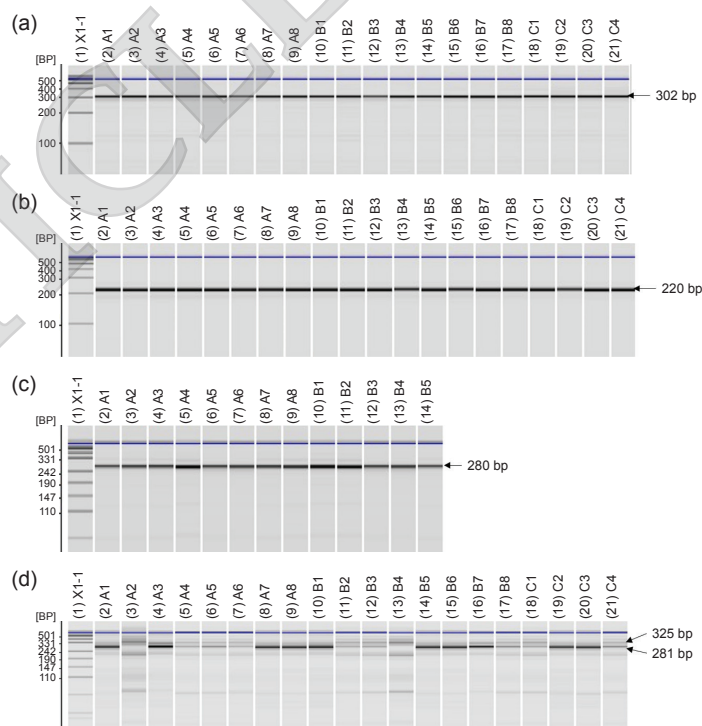 (a)
[BP] (1) X1-1 (2) A1 (3) A2 (4) A3 (5) A4 (6) A5 (7) A6 (8) A7 (9) A8 (10) B1 (11) B2 (12) B3 (13) B4 (14) B5 (15) B6 (16) B7 (17) B8 (18) C1 (19) C2 (20) C3 (21) C4
500
400
300
302 bp
200
100
(b)
[BP] (1) X1-1 (2) A1 (3) A2 (4) A3 (5) A4 (6) A5 (7) A6 (8) A7 (9) A8 (10) B1 (11) B2 (12) B3 (13) B4 (14) B5 (15) B6 (16) B7 (17) B8 (18) C1 (19) C2 (20) C3 (21) C4
500
400
300
200
220 bp
100
(c)
[BP] (1) X1-1 (2) A1 (3) A2 (4) A3 (5) A4 (6) A5 (7) A6 (8) A7 (9) A8 (10) B1 (11) B2 (12) B3 (13) B4 (14) B5
501
331
280 bp
242
190
147
110
(d)
[BP] (1) X1-1 (2) A1 (3) A2 (4) A3 (5) A4 (6) A5 (7) A6 (8) A7 (9) A8 (10) B1 (11) B2 (12) B3 (13) B4 (14) B5 (15) B6 (16) B7 (17) B8 (18) C1 (19) C2 (20) C3 (21) C4
501
331
325 bp
242
281 bp
190
147
110